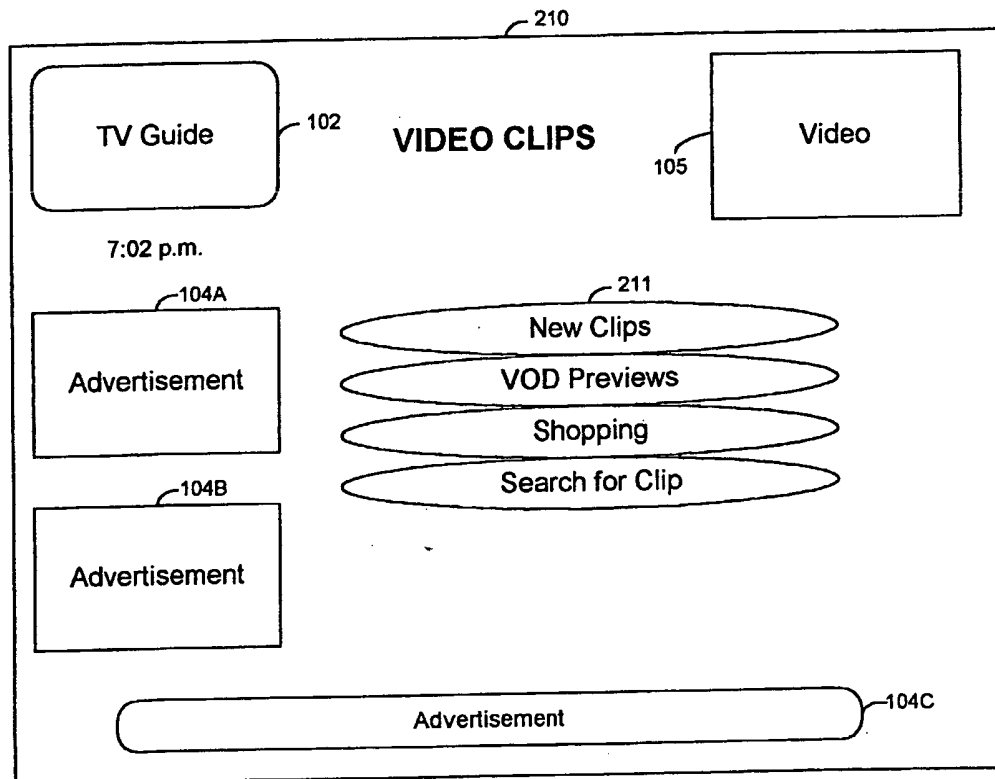 210
TV Guide
102
VIDEO CLIPS
105
Video
7:02 p.m.
104A
Advertisement
211
New Clips
VOD Previews
Shopping
Search for Clip
104B
Advertisement
Advertisement
104C